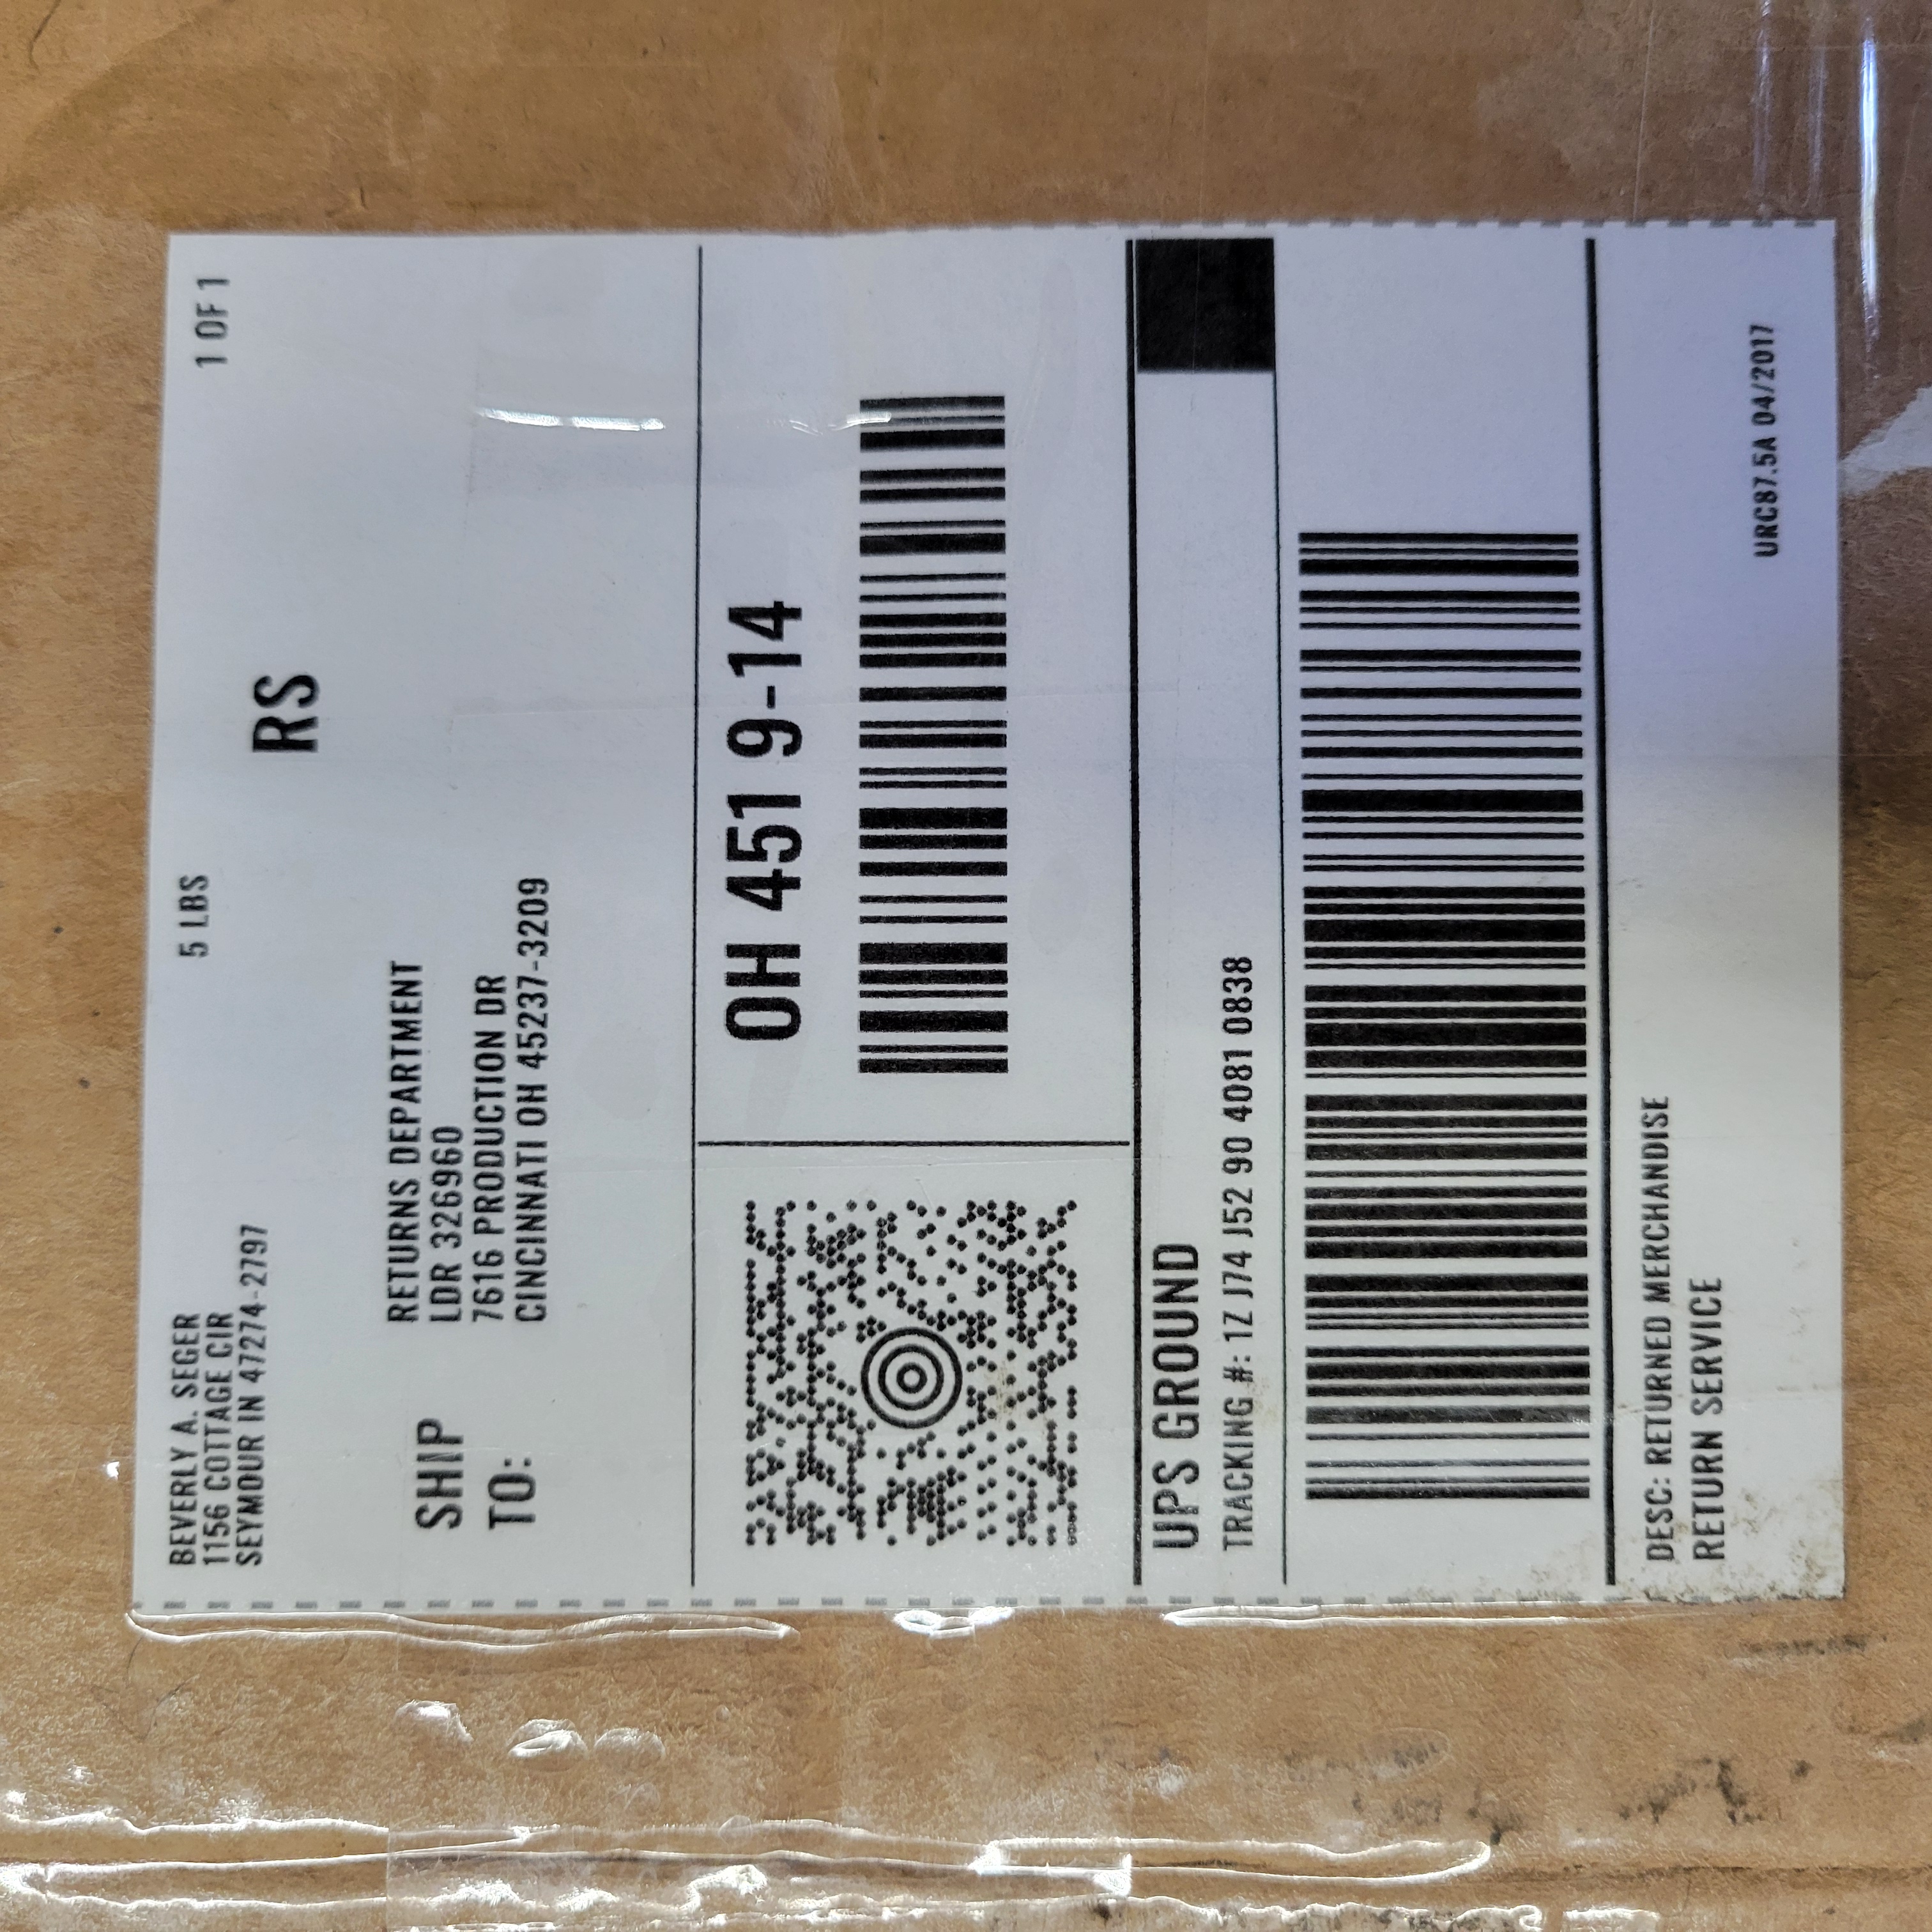 BEVERLY A. SEGER
1156 COTTAGE CIR
SEYMOUR IN 47274-2797
5 LBS
1 OF 1
RS
SHIP
TO:
RETURNS DEPARTMENT
LDR 326960
7616 PRODUCTION DR
CINCINNATI OH 45237-3209
OH 451 9-14
UPS GROUND
TRACKING #: 1Z J74 J52 90 4081 0838
DESC: RETURNED MERCHANDISE
RETURN SERVICE
URC87.5A 04/2017